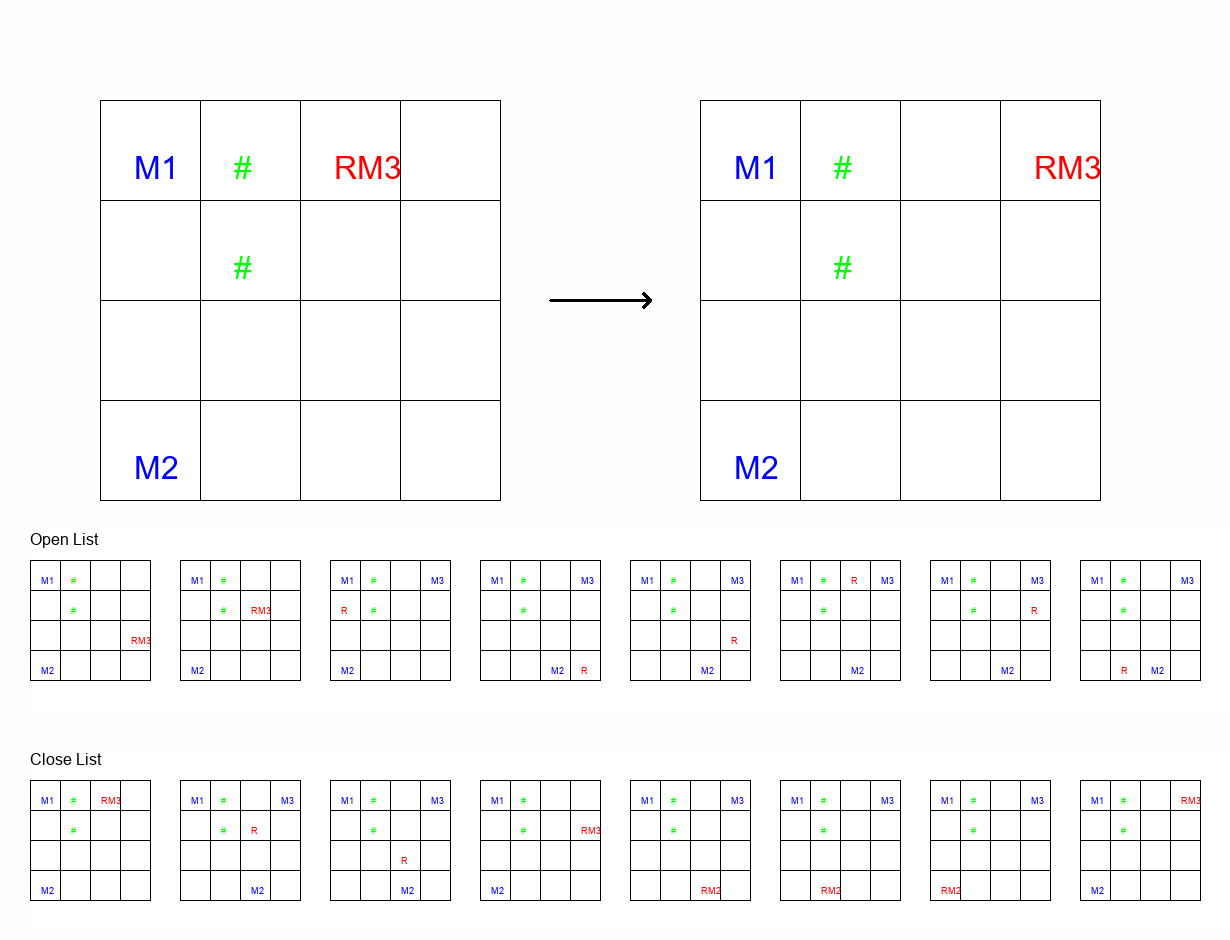 M1 # RM3 M1 # RM3
# #
M2 M2
Open List
M1 # M1 # M1 # M3 M1 # M3 M1 # M3 M1 # R M3 M1 # M3 M1 # M3
# # RM3 R # # # # # R #
RM3 R
M2 M2 M2 M2 R M2 M2 M2 R M2
Close List
M1 # RM3 M1 # M3 M1 # M3 M1 # M1 # M3 M1 # M3 M1 # M3 M1 # RM3
# # R # # RM3 # # # #
R
M2 M2 M2 M2 RM2 RM2 RM2 M2